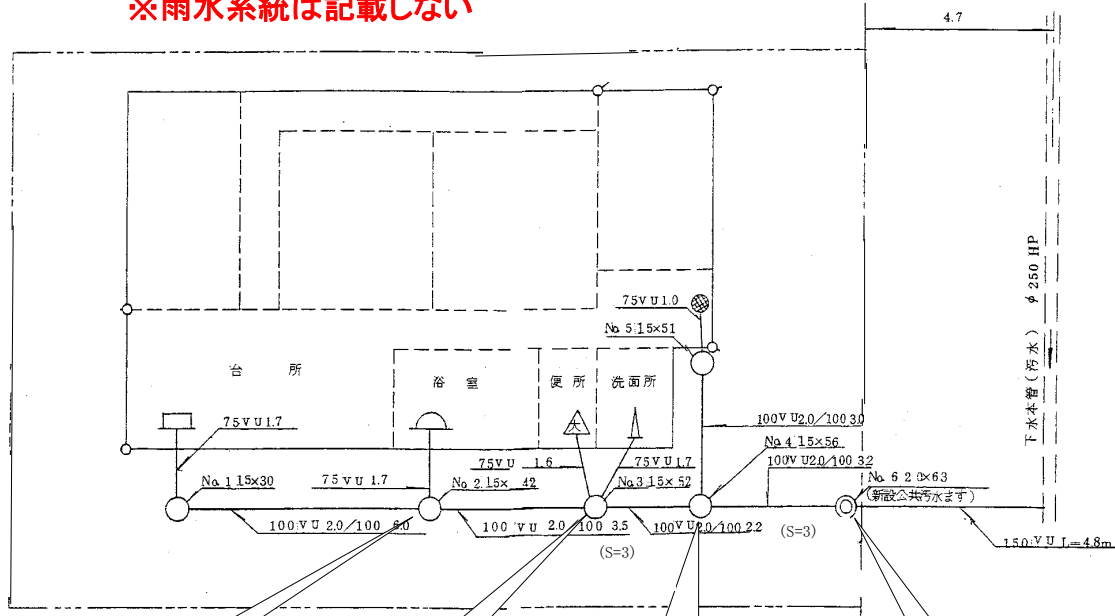 ※雨水系統は記載しない
4.7
下水本管(汚水) φ250 HP
75VU1.0
No.5 15×51
台所
浴室
便所
洗面所
大
75VU1.7
100VU2.0/100 3.0
No.4 15×56
100VU2.0/100 3.2
75VU 1.6
75VU1.7
No.6 20×63
(新設公共汚水ます)
No.1 15×30
75VU 1.7
No.2 15× 42
No.3 15×52
100VU 2.0/100 6.0
100VU 2.0/100 3.5
100VU2.0/100 2.2
(S=3)
(S=3)
150VU L=4.8m